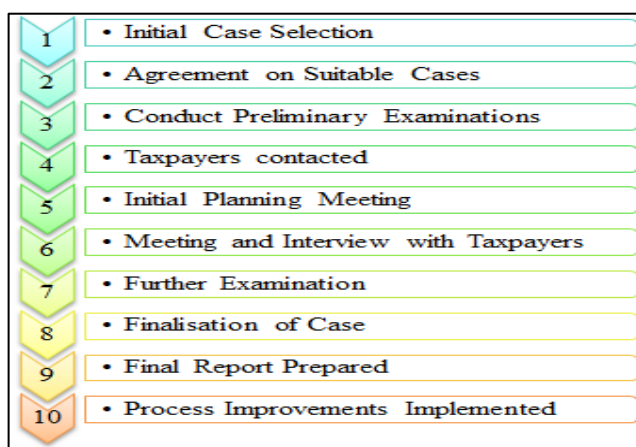 1 • Initial Case Selection
2 • Agreement on Suitable Cases
3 • Conduct Preliminary Examinations
4 • Taxpayers contacted
5 • Initial Planning Meeting
6 • Meeting and Interview with Taxpayers
7 • Further Examination
8 • Finalisation of Case
9 • Final Report Prepared
10 • Process Improvements Implemented